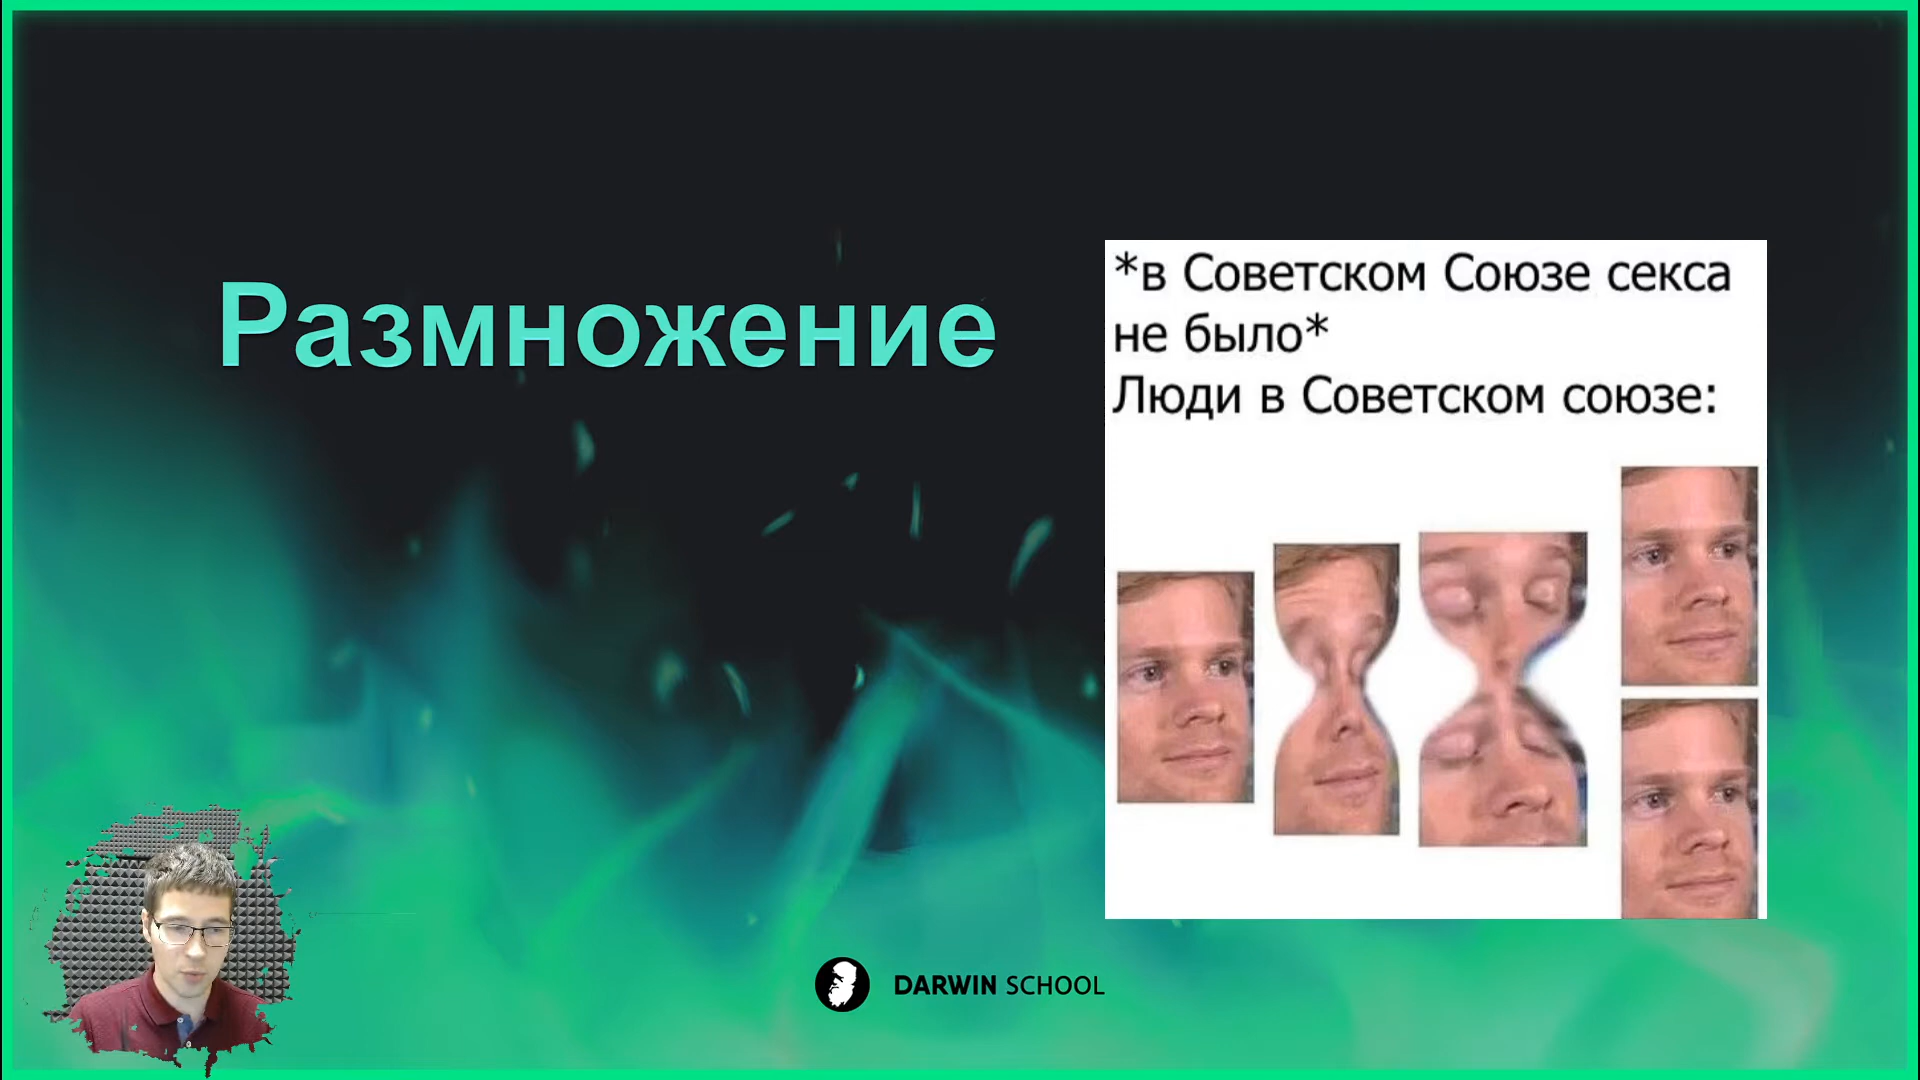 Размножение
*в Советском Союзе секса
не было*
Люди в Советском союзе:
DARWIN SCHOOL